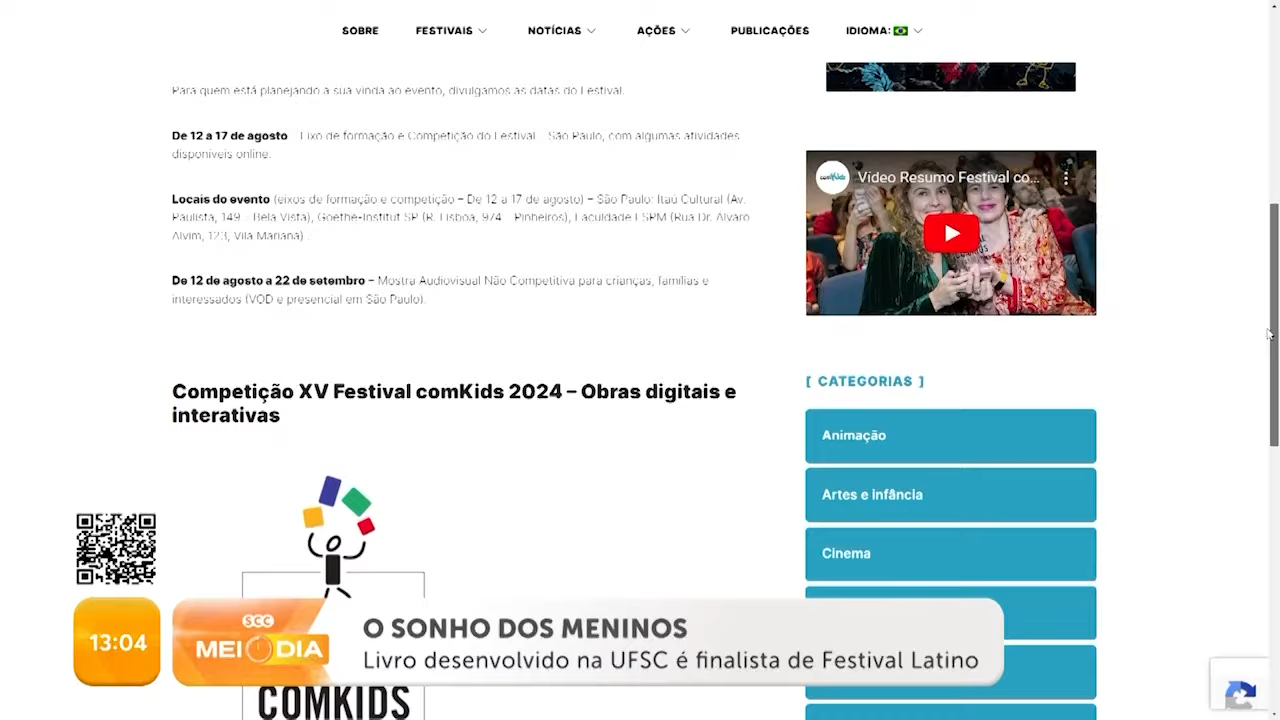 SOBRE
FESTIVAIS
NOTÍCIAS
AÇÕES
PUBLICAÇÕES
IDIOMA:
Para quem está planejando a sua vinda ao evento, divulgamos as datas do Festival.
De 12 a 17 de agosto – Eixo de formação e Competição do Festival – São Paulo, com algumas atividades
disponíveis online.
Locais do evento (eixos de formação e competição – De 12 a 17 de agosto) – São Paulo: Itaú Cultural (Av.
Paulista, 149 – Bela Vista), Goethe-Institut SP (R. Lisboa, 974 – Pinheiros), Faculdade ESPM (Rua Dr. Álvaro
Alvim, 123, Vila Mariana).
De 12 de agosto a 22 de setembro – Mostra Audiovisual Não Competitiva para crianças, famílias e
interessados (VOD e presencial em São Paulo).
comKids
Vídeo Resumo Festival co...
Competição XV Festival comKids 2024 – Obras digitais e
interativas
[ CATEGORIAS ]
Animação
Artes e infância
Cinema
13:04
SCC
MEIO DIA
O SONHO DOS MENINOS
Livro desenvolvido na UFSC é finalista de Festival Latino
COMKIDS